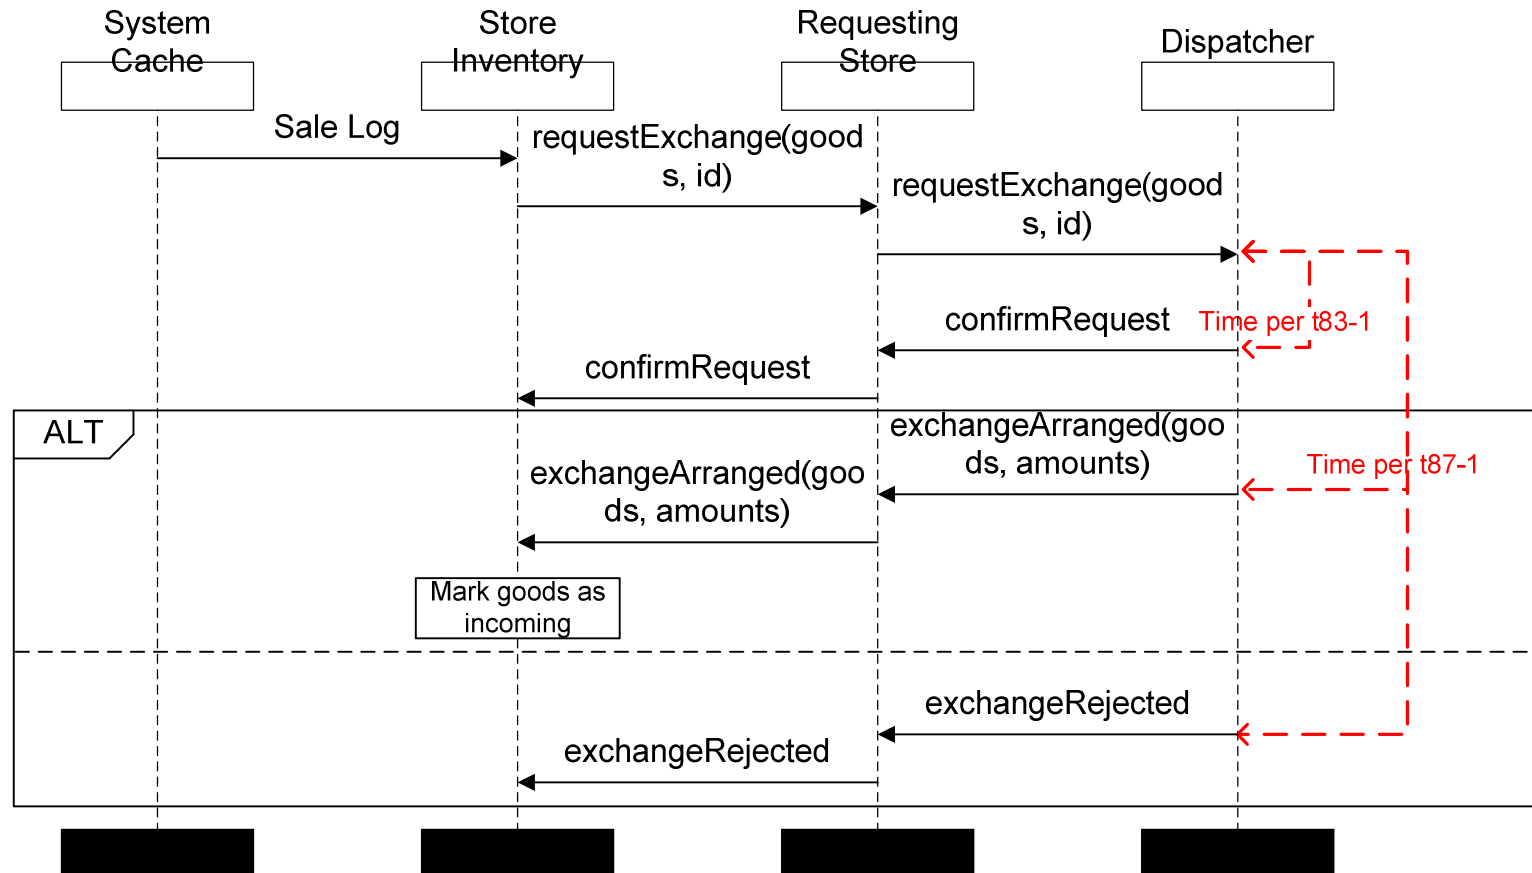 System
Cache
Store
Inventory
Requesting
Store
Dispatcher
Sale Log
requestExchange(good
s, id)
requestExchange(good
s, id)
confirmRequest
Time per t83-1
confirmRequest
ALT
exchangeArranged(goo
ds, amounts)
Time per t87-1
exchangeArranged(goo
ds, amounts)
Mark goods as
incoming
exchangeRejected
exchangeRejected